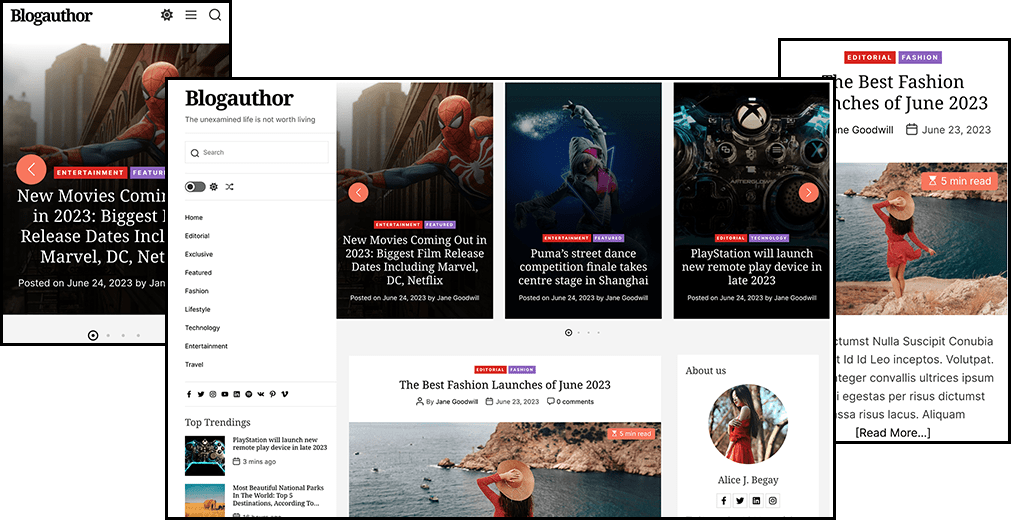 Blogauthor
ENTERTAINMENT
New Movies Coming
in 2023: Biggest
Release Dates Incl
Marvel, DC, Net
Posted on June 24, 2023 by Jan
Blogauthor
The unexamined life is not worth living
Search
Home
Editorial
Exclusive
Featured
Fashion
Lifestyle
Technology
Entertainment
Travel
Top Trendings
PlayStation will launch new
remote play device in late 2023
3 mins ago
Most Beautiful National Parks
In The World: Top 5
Destinations, According To...
ENTERTAINMENT FEATURED
New Movies Coming Out in
2023: Biggest Film Release
Dates Including Marvel,
DC, Netflix
Posted on June 24, 2023 by Jane Goodwill
ENTERTAINMENT FEATURED
Puma's street dance
competition finale takes
centre stage in Shanghai
Posted on June 24, 2023 by Jane Goodwill
AFTERGLOW
EDITORIAL TECHNOLOGY
PlayStation will launch
new remote play device in
late 2023
Posted on June 24, 2023 by Jane Goodwill
EDITORIAL FASHION
The Best Fashion Launches of June 2023
By Jane Goodwill June 23, 2023 0 comments
5 min read
About us
Alice J. Begay
EDITORIAL FASHION
The Best Fashion
nches of June 2023
ane Goodwill June 23, 2023
5 min read
ctumst Nulla Suscipit Conubia
t Id Id Leo inceptos. Volutpat.
nteger convallis ultrices ipsum
i egestas per risus dictumst
assa risus lacus. Aliquam
[Read More...]